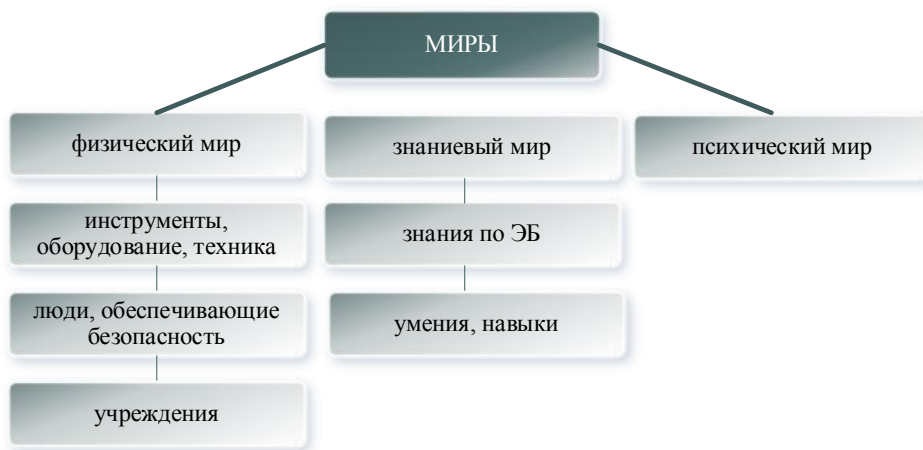 МИРЫ
физический мир
знаниевый мир
психический мир
инструменты,
оборудование, техника
знания по ЭБ
люди, обеспечивающие
безопасность
умения, навыки
учреждения